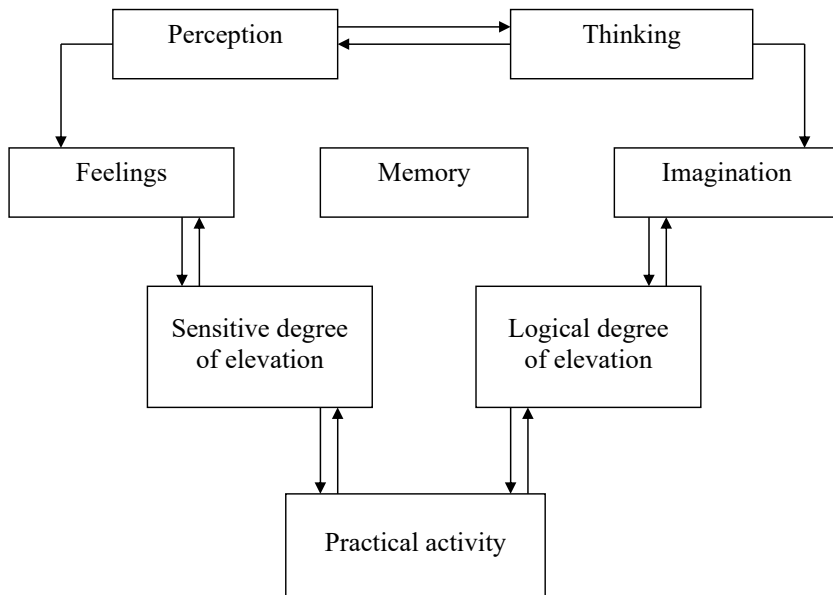 Perception
Thinking
Feelings
Memory
Imagination
Sensitive degree
of elevation
Logical degree
of elevation
Practical activity